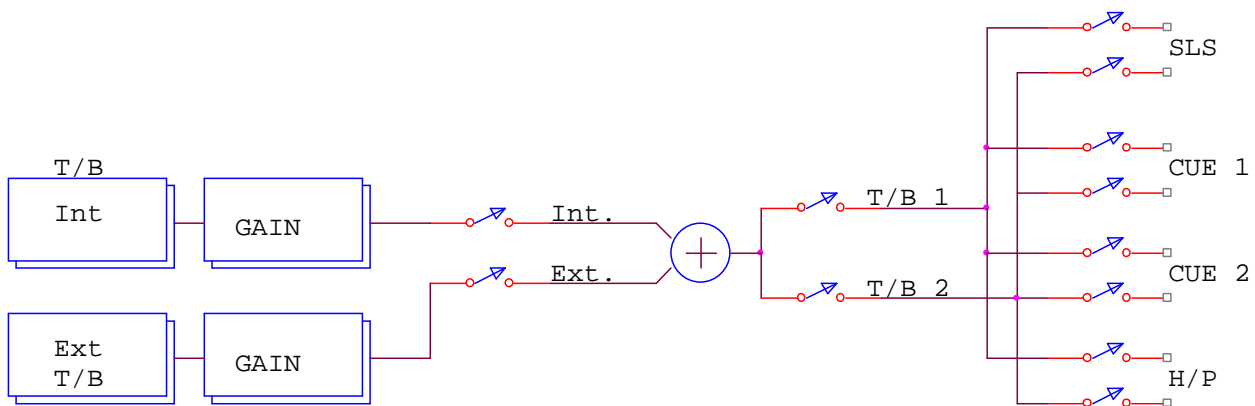 T/B
Int
GAIN
Int.
Ext.
Ext
T/B
GAIN
T/B 1
T/B 2
SLS
CUE 1
CUE 2
H/P